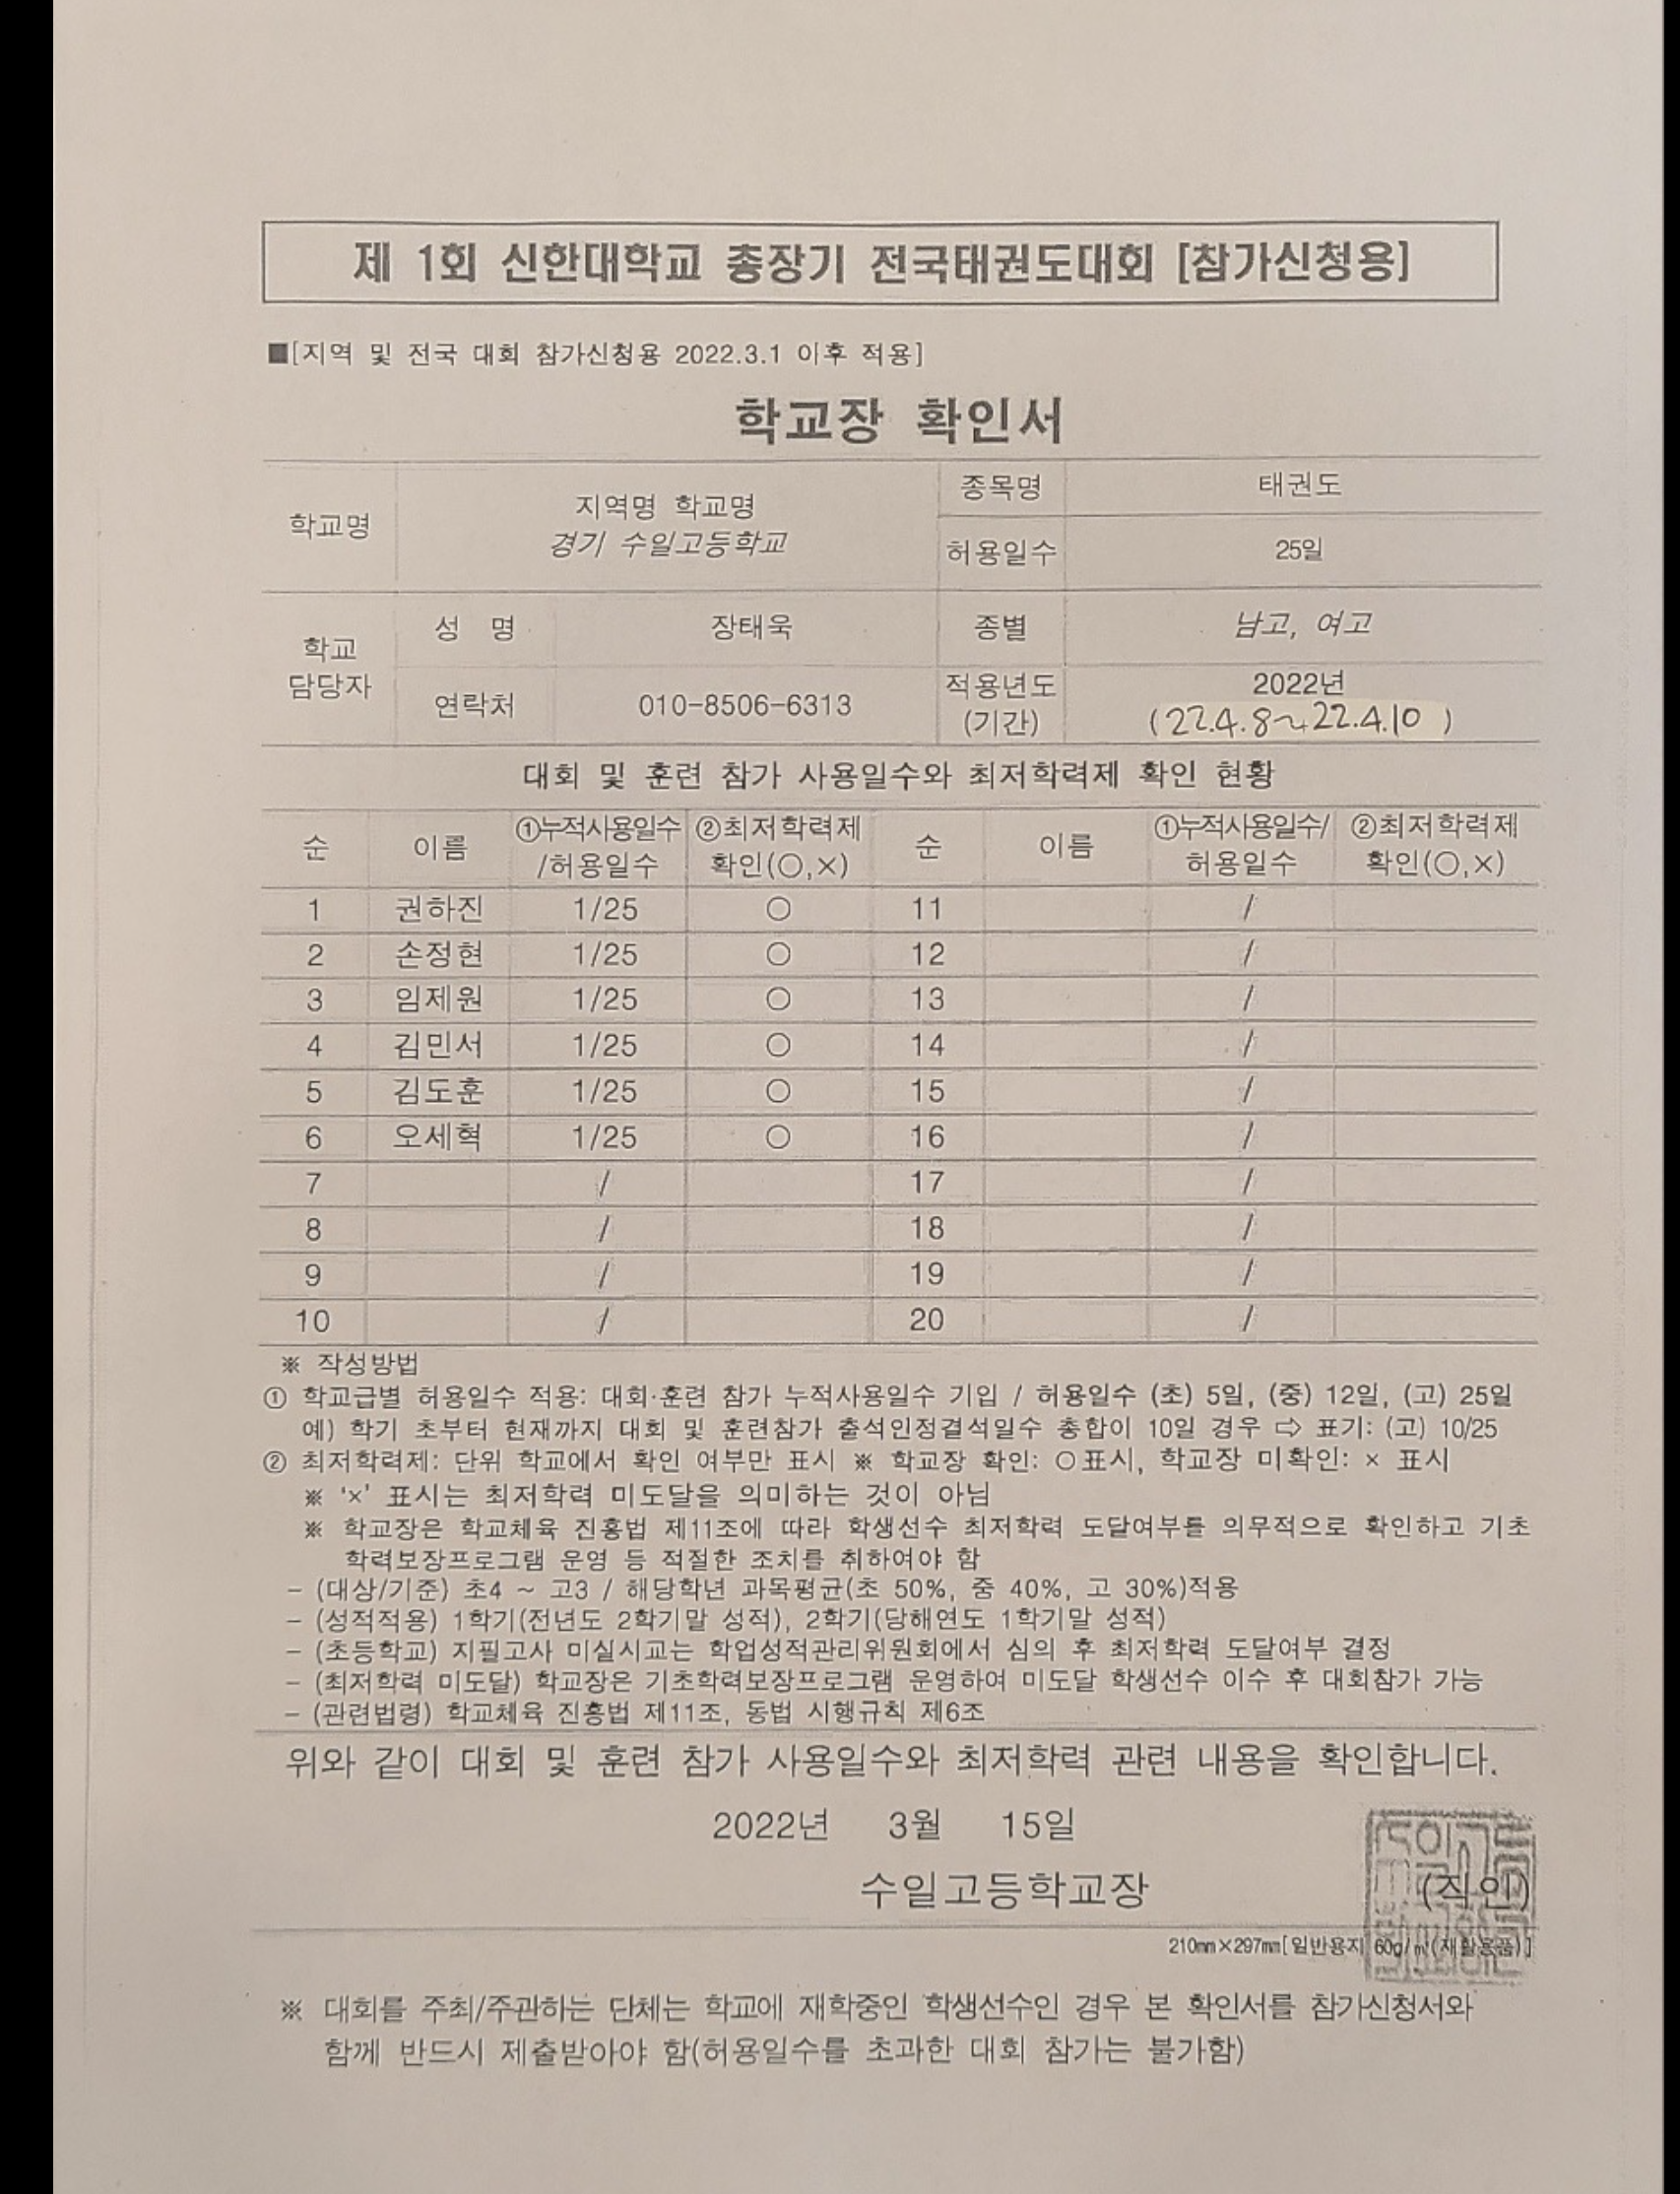 제 1회 신한대학교 총장기 전국태권도대회 [참가신청용]
■[지역 및 전국 대회 참가신청용 2022.3.1 이후 적용]
학교장 확인서
학교명 지역명 학교명 종목명 태권도
경기 수일고등학교 허용일수 25일
학교 담당자 성 명 장태욱 종별 남고, 여고
연락처 010-8506-6313 적용년도 (기간) 2022년
(22.4.8~22.4.10)
대회 및 훈련 참가 사용일수와 최저학력제 확인 현황
순 이름 ①누적사용일수/허용일수 ②최저학력제 확인(○,×) 순 이름 ①누적사용일수/허용일수 ②최저학력제 확인(○,×)
1 권하진 1/25 ○ 11 /
2 손정현 1/25 ○ 12 /
3 임제원 1/25 ○ 13 /
4 김민서 1/25 ○ 14 /
5 김도훈 1/25 ○ 15 /
6 오세혁 1/25 ○ 16 /
7 / 17 /
8 / 18 /
9 / 19 /
10 / 20 /
※ 작성방법
① 학교급별 허용일수 적용: 대회·훈련 참가 누적사용일수 기입 / 허용일수 (초) 5일, (중) 12일, (고) 25일
예) 학기 초부터 현재까지 대회 및 훈련참가 출석인정결석일수 총합이 10일 경우 ⇨ 표기: (고) 10/25
② 최저학력제: 단위 학교에서 확인 여부만 표시 ※ 학교장 확인: ○표시, 학교장 미확인: × 표시
※ '×' 표시는 최저학력 미도달을 의미하는 것이 아님
※ 학교장은 학교체육 진흥법 제11조에 따라 학생선수 최저학력 도달여부를 의무적으로 확인하고 기초
학력보장프로그램 운영 등 적절한 조치를 취하여야 함
- (대상/기준) 초4 ~ 고3 / 해당학년 과목평균(초 50%, 중 40%, 고 30%)적용
- (성적적용) 1학기(전년도 2학기말 성적), 2학기(당해연도 1학기말 성적)
- (초등학교) 지필고사 미실시교는 학업성적관리위원회에서 심의 후 최저학력 도달여부 결정
- (최저학력 미도달) 학교장은 기초학력보장프로그램 운영하여 미도달 학생선수 이수 후 대회참가 가능
- (관련법령) 학교체육 진흥법 제11조, 동법 시행규칙 제6조
위와 같이 대회 및 훈련 참가 사용일수와 최저학력 관련 내용을 확인합니다.
2022년 3월 15일
수일고등학교장 (직인)
210㎜×297㎜[일반용지 60g/㎡(재활용품)]
※ 대회를 주최/주관하는 단체는 학교에 재학중인 학생선수인 경우 본 확인서를 참가신청서와
함께 반드시 제출받아야 함(허용일수를 초과한 대회 참가는 불가함)